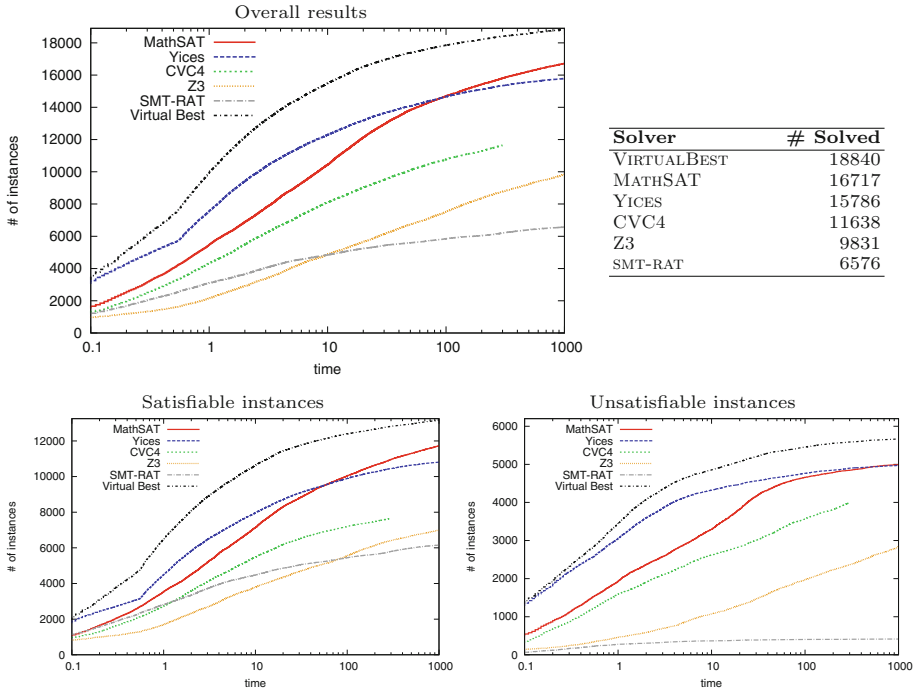 Overall results
18000
16000
14000
12000
10000
8000
6000
4000
2000
0
# of instances
MathSAT
Yices
CVC4
Z3
SMT-RAT
Virtual Best
0.1 1 10 100 1000
time
Solver # Solved
VIRTUALBEST 18840
MATHSAT 16717
YICES 15786
CVC4 11638
Z3 9831
SMT-RAT 6576
Satisfiable instances
12000
10000
8000
6000
4000
2000
0
# of instances
MathSAT
Yices
CVC4
Z3
SMT-RAT
Virtual Best
0.1 1 10 100 1000
time
Unsatisfiable instances
6000
5000
4000
3000
2000
1000
0
# of instances
MathSAT
Yices
CVC4
Z3
SMT-RAT
Virtual Best
0.1 1 10 100 1000
time